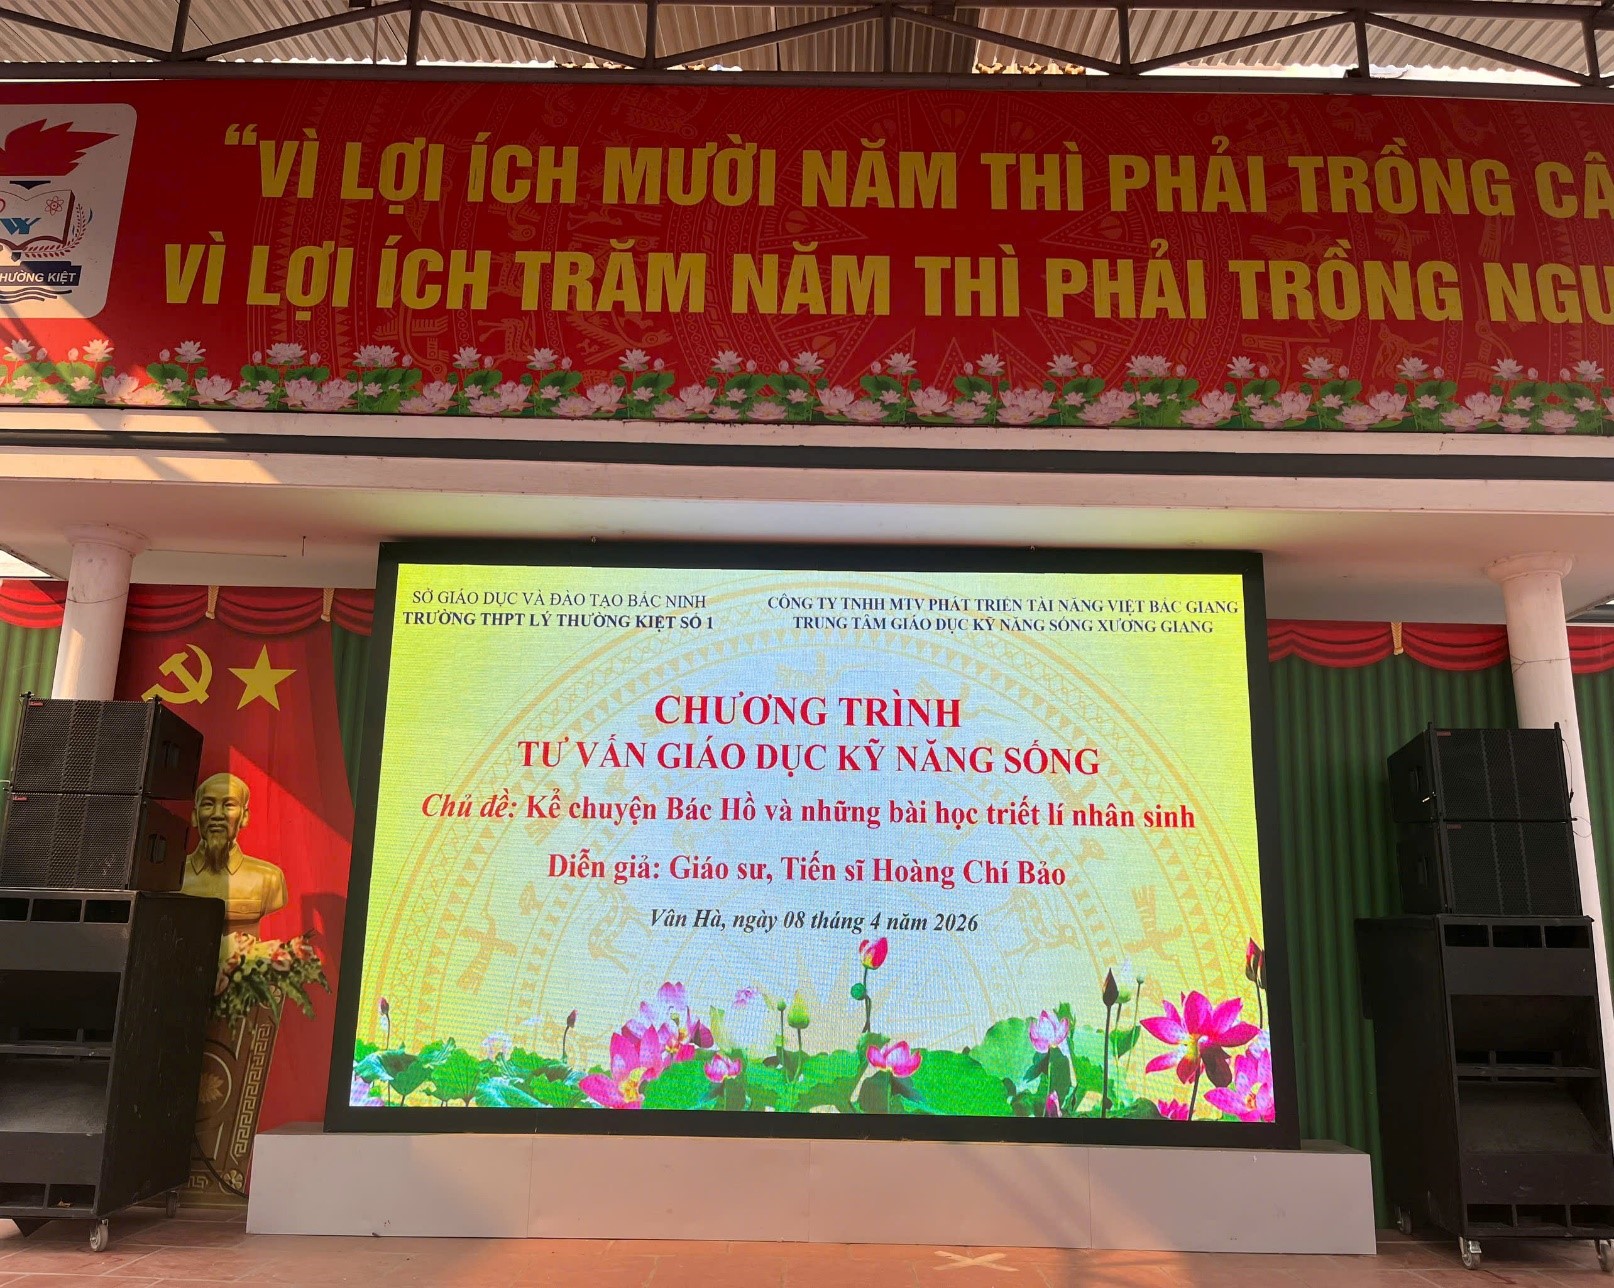 “VÌ LỢI ÍCH MƯỜI NĂM THÌ PHẢI TRỒNG CÂ
VÌ LỢI ÍCH TRĂM NĂM THÌ PHẢI TRỒNG NGƯ
HƯỜNG KIỆT
SỞ GIÁO DỤC VÀ ĐÀO TẠO BẮC NINH
TRƯỜNG THPT LÝ THƯỜNG KIỆT SỐ 1
CÔNG TY TNHH MTV PHÁT TRIỂN TÀI NĂNG VIỆT BẮC GIANG
TRUNG TÂM GIÁO DỤC KỸ NĂNG SỐNG XƯƠNG GIANG
CHƯƠNG TRÌNH
TƯ VẤN GIÁO DỤC KỸ NĂNG SỐNG
Chủ đề: Kể chuyện Bác Hồ và những bài học triết lí nhân sinh
Diễn giả: Giáo sư, Tiến sĩ Hoàng Chí Bảo
Vân Hà, ngày 08 tháng 4 năm 2026